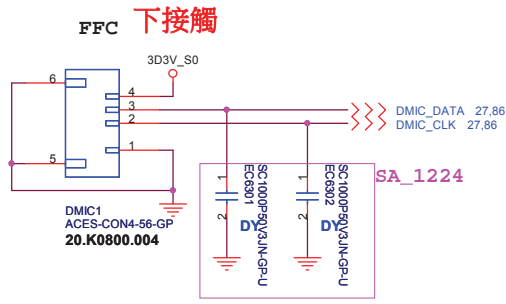 FFC 下接觸
3D3V_S0
6
4
3
2
1
5
DMIC_DATA 27,86
DMIC_CLK 27,86
SA_1224
DMIC1
ACES-CON4-56-GP
20.K0800.004
1
2
EC6301
SC1000P50V3JN-GP-U
DY
1
2
EC6302
SC1000P50V3JN-GP-U
DY